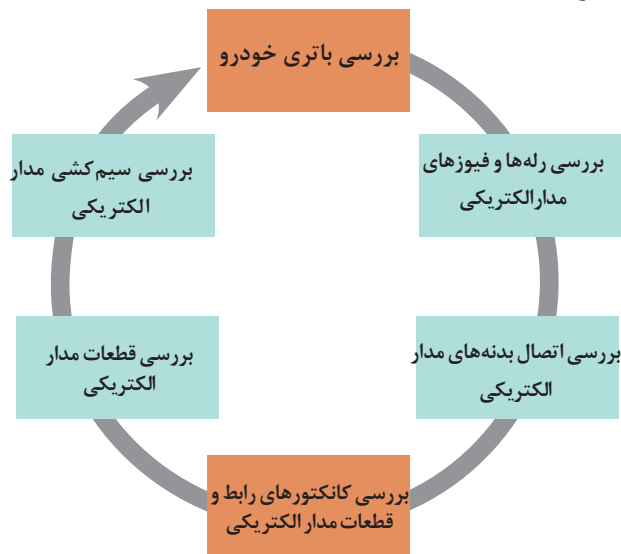 بررسی باتری خودرو
بررسی رله‌ها و فیوزهای
مدارالکتریکی
بررسی اتصال بدنه‌های مدار
الکتریکی
بررسی کانکتورهای رابط و
قطعات مدار الکتریکی
بررسی قطعات مدار
الکتریکی
بررسی سیم‌کشی مدار
الکتریکی